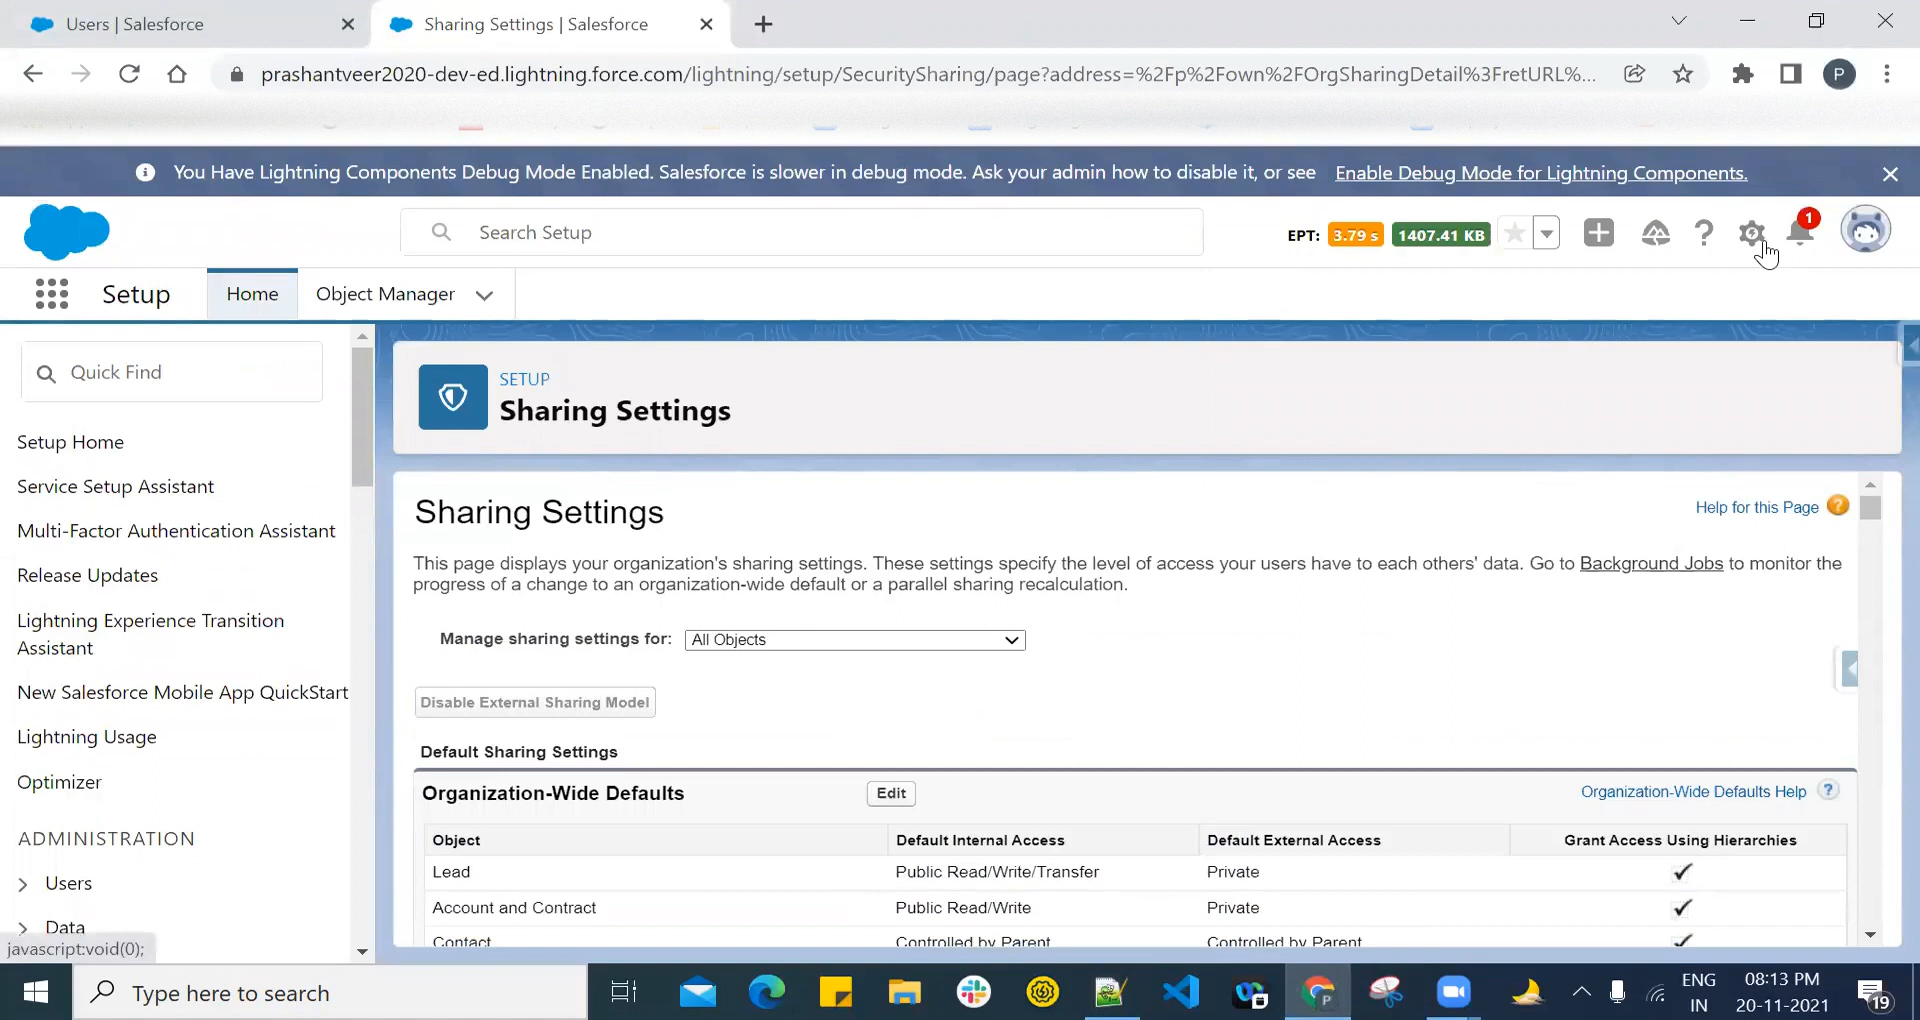 Users | Salesforce
Sharing Settings | Salesforce
prashantveer2020-dev-ed.lightning.force.com/lightning/setup/SecuritySharing/page?address=%2Fp%2Fown%2FOrgSharingDetail%3FretURL%...
P
You Have Lightning Components Debug Mode Enabled. Salesforce is slower in debug mode. Ask your admin how to disable it, or see Enable Debug Mode for Lightning Components.
Search Setup
EPT: 3.79 s 1407.41 KB
1
Setup
Home
Object Manager
Quick Find
Setup Home
Service Setup Assistant
Multi-Factor Authentication Assistant
Release Updates
Lightning Experience Transition
Assistant
New Salesforce Mobile App QuickStart
Lightning Usage
Optimizer
ADMINISTRATION
Users
Data
javascript:void(0);
SETUP
Sharing Settings
Sharing Settings
Help for this Page
This page displays your organization's sharing settings. These settings specify the level of access your users have to each others' data. Go to Background Jobs to monitor the
progress of a change to an organization-wide default or a parallel sharing recalculation.
Manage sharing settings for: All Objects
Disable External Sharing Model
Default Sharing Settings
Organization-Wide Defaults Edit Organization-Wide Defaults Help ?
Object Default Internal Access Default External Access Grant Access Using Hierarchies
Lead Public Read/Write/Transfer Private
Account and Contract Public Read/Write Private
Contact Controlled by Parent Controlled by Parent
Type here to search
ENG
IN
08:13 PM
20-11-2021
19